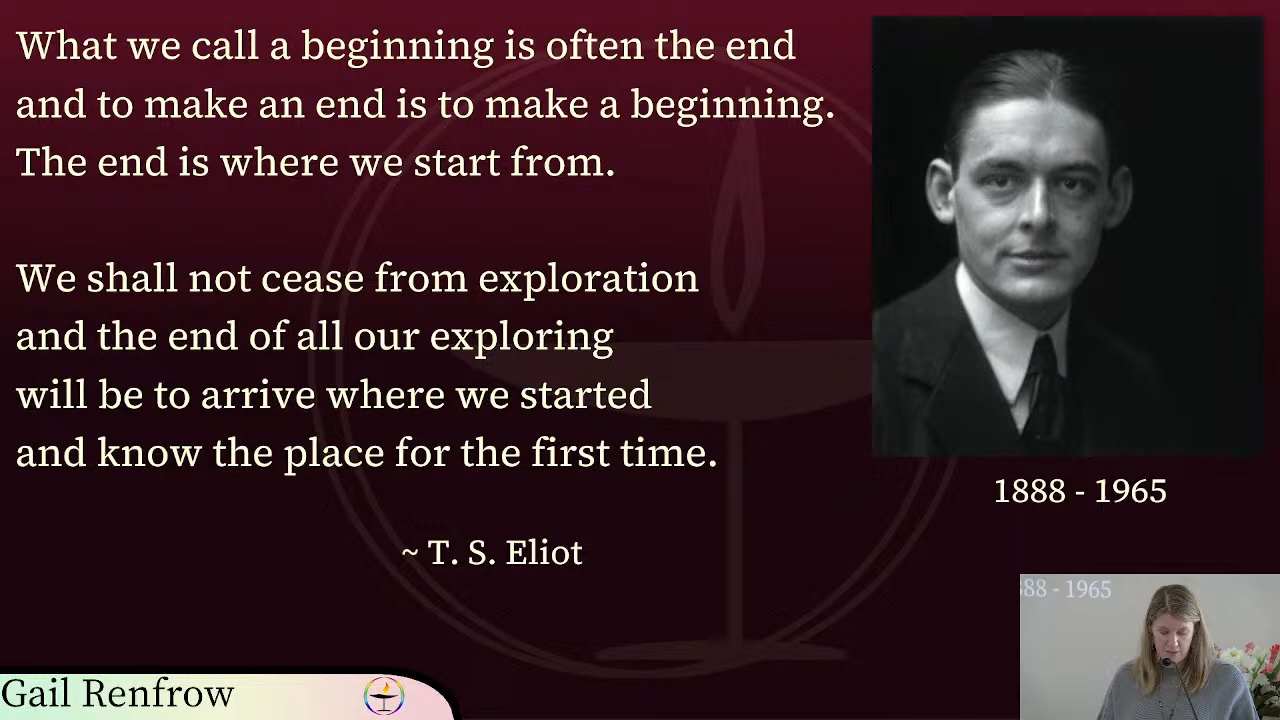 What we call a beginning is often the end
and to make an end is to make a beginning.
The end is where we start from.
We shall not cease from exploration
and the end of all our exploring
will be to arrive where we started
and know the place for the first time.
~ T. S. Eliot
1888 - 1965
88 - 1965
Gail Renfrow